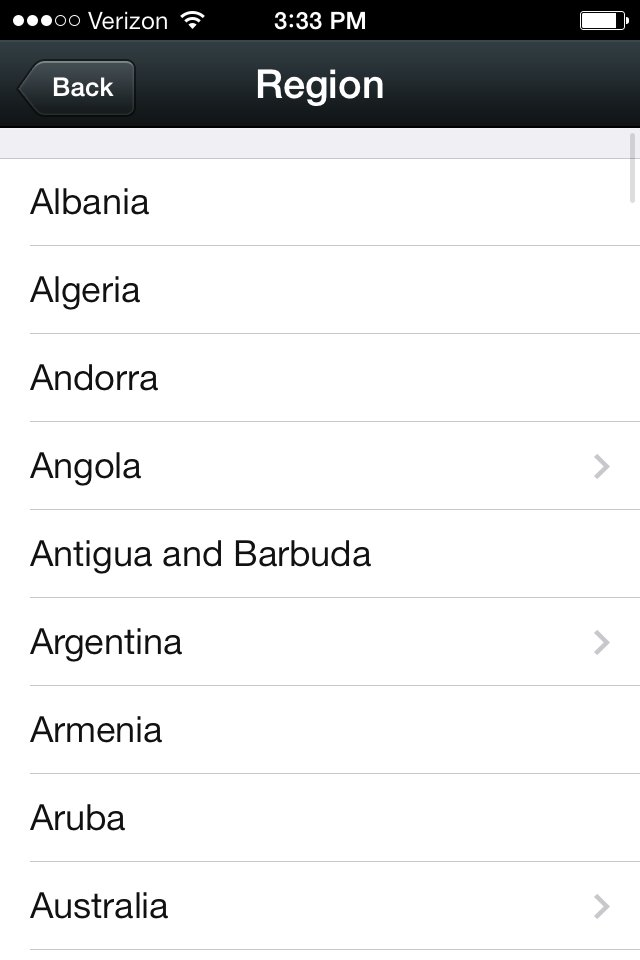 Verizon 3:33 PM
Back Region
Albania
Algeria
Andorra
Angola
Antigua and Barbuda
Argentina
Armenia
Aruba
Australia